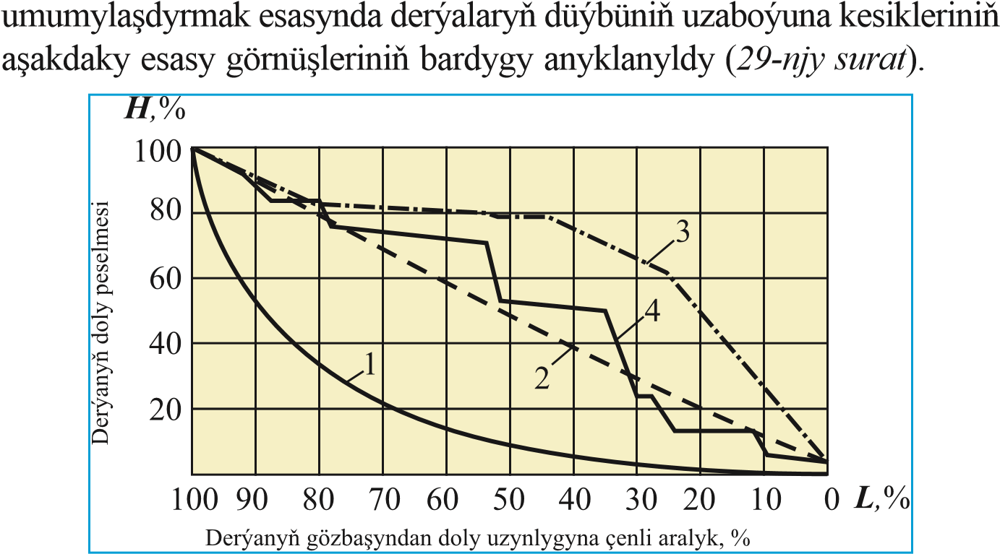 umumylaşdyrmak esasynda derýalaryň düýbüniň uzaboýuna kesikleriniň
aşakdaky esasy görnüşleriniň bardygy anyklanyldy (29-njy surat).
H,%
100
80
60
40
20
Derýanyň doly peselmesi
1
2
3
4
100 90 80 70 60 50 40 30 20 10 0 L,%
Derýanyň gözbaşyndan doly uzynlygyna çenli aralyk, %